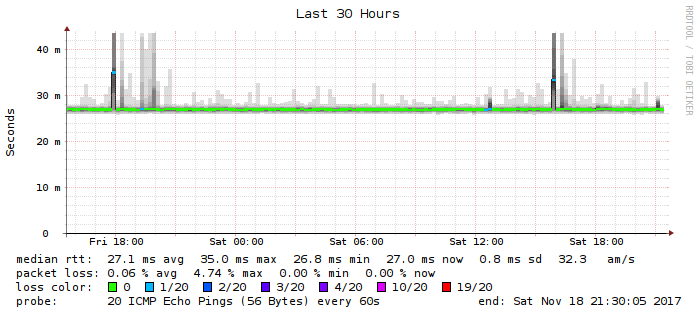 Last 30 Hours
RRDTOOL / TOBI OETIKER
Seconds
40 m
30 m
20 m
10 m
0
Fri 18:00 Sat 00:00 Sat 06:00 Sat 12:00 Sat 18:00
median rtt: 27.1 ms avg 35.0 ms max 26.8 ms min 27.0 ms now 0.8 ms sd 32.3 am/s
packet loss: 0.06 % avg 4.74 % max 0.00 % min 0.00 % now
loss color: 0 1/20 2/20 3/20 4/20 10/20 19/20
probe: 20 ICMP Echo Pings (56 Bytes) every 60s end: Sat Nov 18 21:30:05 2017